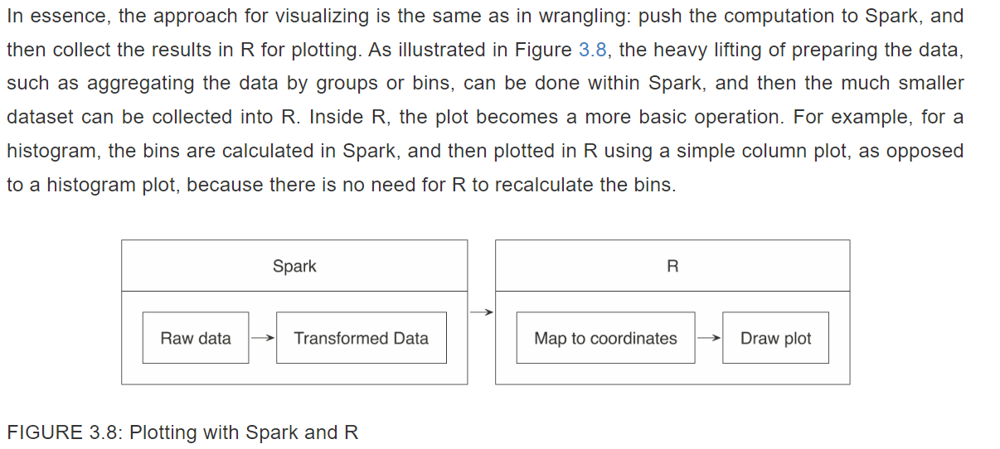 In essence, the approach for visualizing is the same as in wrangling: push the computation to Spark, and
then collect the results in R for plotting. As illustrated in Figure 3.8, the heavy lifting of preparing the data,
such as aggregating the data by groups or bins, can be done within Spark, and then the much smaller
dataset can be collected into R. Inside R, the plot becomes a more basic operation. For example, for a
histogram, the bins are calculated in Spark, and then plotted in R using a simple column plot, as opposed
to a histogram plot, because there is no need for R to recalculate the bins.
Spark
Raw data
Transformed Data
R
Map to coordinates
Draw plot
FIGURE 3.8: Plotting with Spark and R